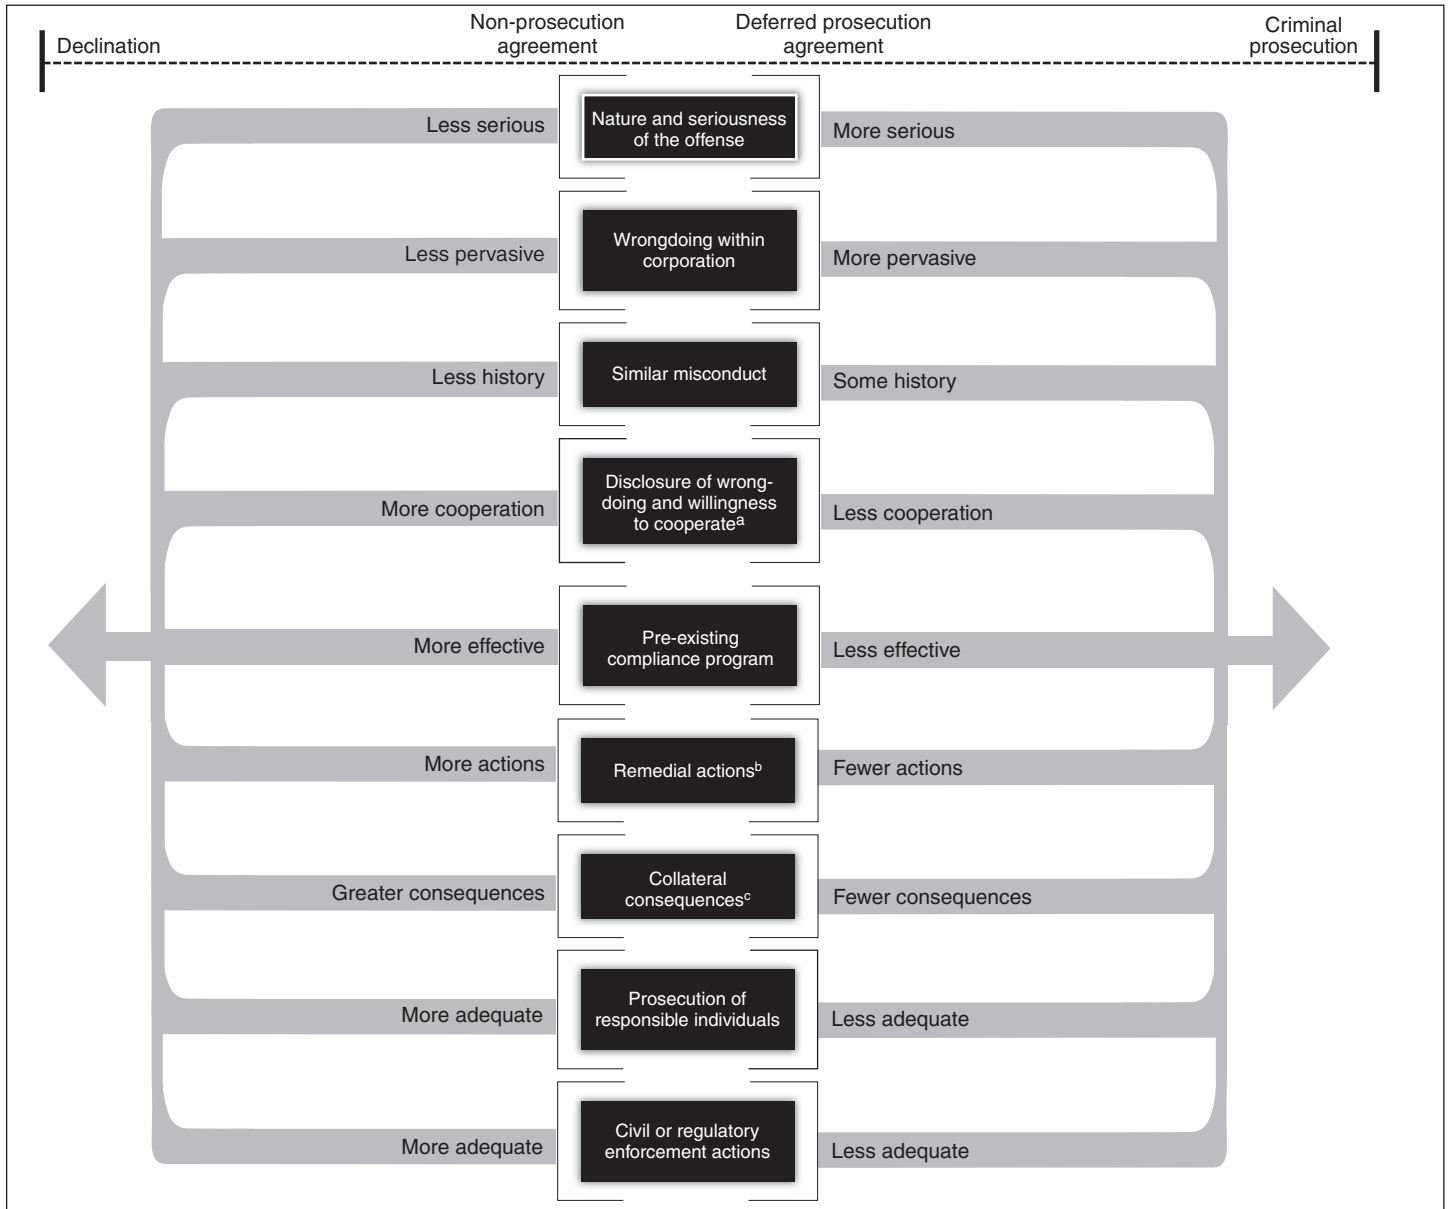 Declination
Non-prosecution
agreement
Deferred prosecution
agreement
Criminal
prosecution
Less serious
Nature and seriousness
of the offense
More serious
Less pervasive
Wrongdoing within
corporation
More pervasive
Less history
Similar misconduct
Some history
More cooperation
Disclosure of wrong-
doing and willingness
to cooperateᵃ
Less cooperation
More effective
Pre-existing
compliance program
Less effective
More actions
Remedial actionsᵇ
Fewer actions
Greater consequences
Collateral
consequencesᶜ
Fewer consequences
More adequate
Prosecution of
responsible individuals
Less adequate
More adequate
Civil or regulatory
enforcement actions
Less adequate